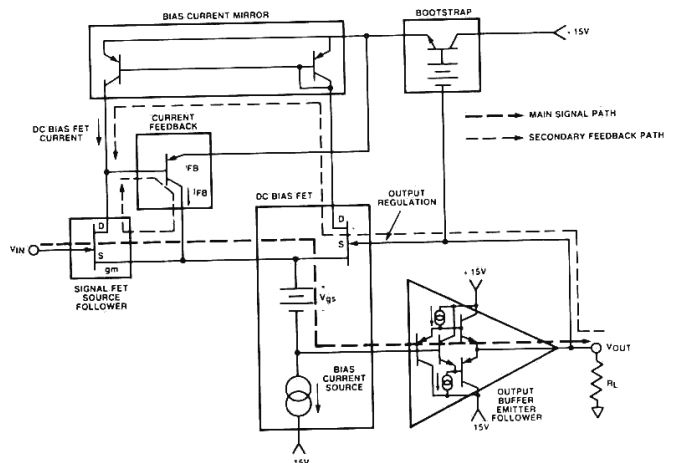 BIAS CURRENT MIRROR
BOOTSTRAP
+ 15V
DC BIAS FET
CURRENT
CURRENT
FEEDBACK
IFB
IFB
MAIN SIGNAL PATH
SECONDARY FEEDBACK PATH
DC BIAS FET
OUTPUT
REGULATION
D
S
VIN
D
S
gm
SIGNAL FET
SOURCE
FOLLOWER
Vgs
+ 15V
VOUT
RL
BIAS
CURRENT
SOURCE
OUTPUT
BUFFER
EMITTER
FOLLOWER
15V
15V